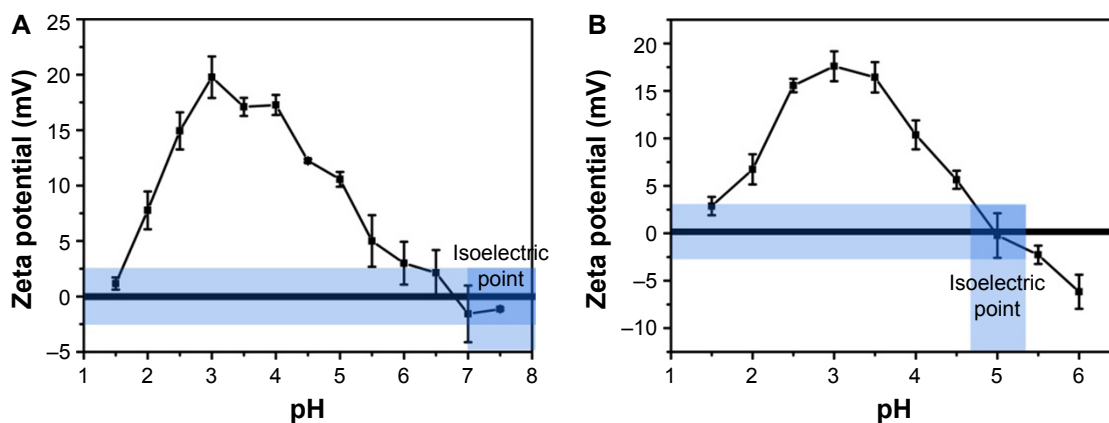 A
Zeta potential (mV)
25
20
15
10
5
0
–5
Isoelectric
point
1 2 3 4 5 6 7 8
pH
B
Zeta potential (mV)
20
15
10
5
0
–5
–10
Isoelectric
point
1 2 3 4 5 6
pH